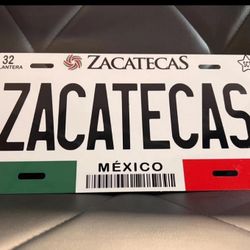 32
LANTERA
ZACATECAS
ZACATECAS
MÉXICO